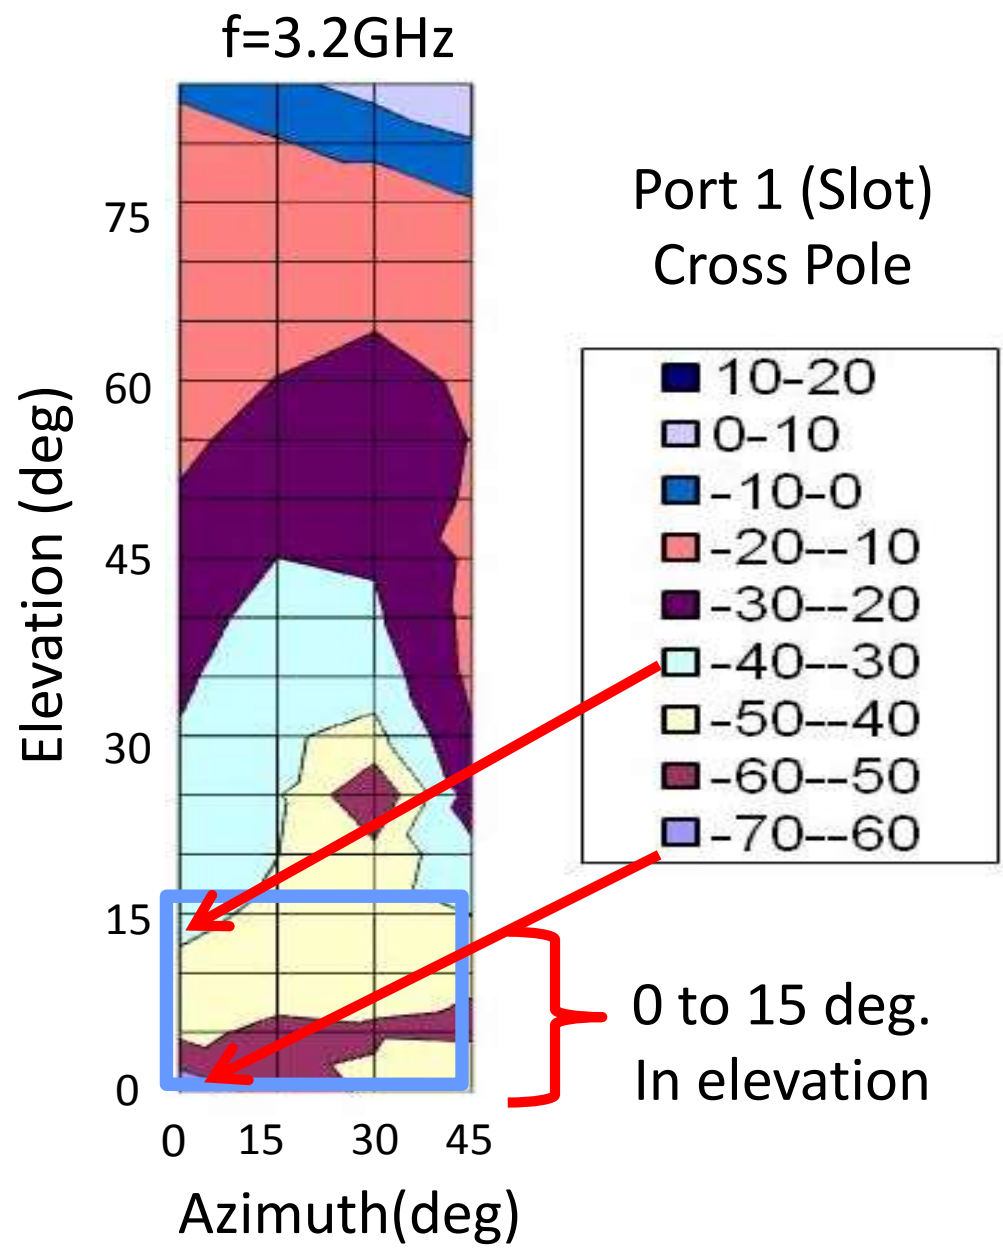 f=3.2GHz
Port 1 (Slot)
Cross Pole
10-20
0-10
-10-0
-20--10
-30--20
-40--30
-50--40
-60--50
-70--60
Elevation (deg)
75
60
45
30
15
0
0 15 30 45
Azimuth(deg)
0 to 15 deg.
In elevation